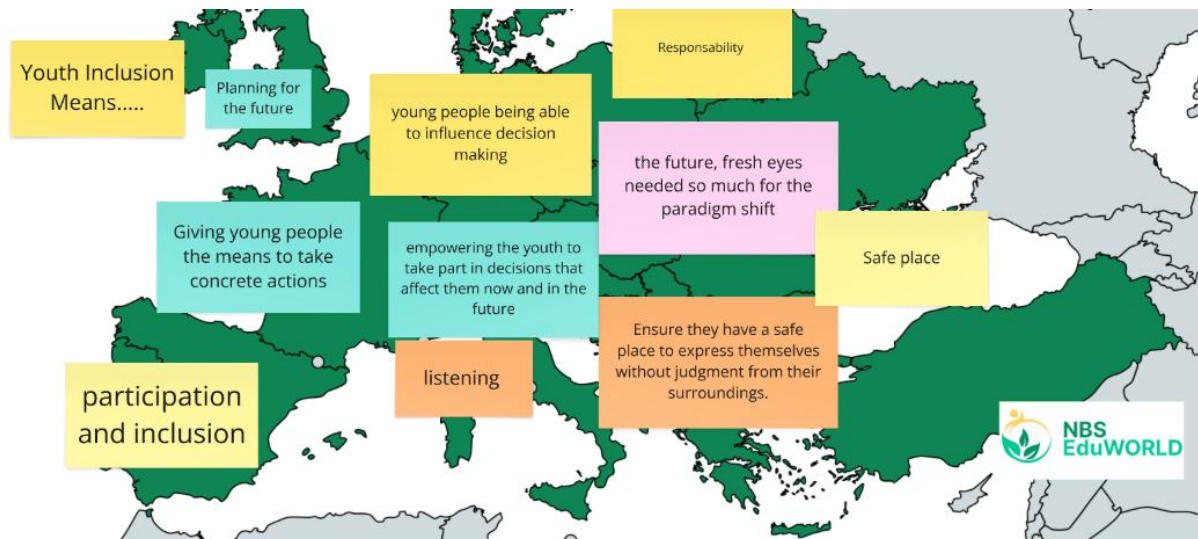 Youth Inclusion
Means.....
Planning for
the future
young people being able
to influence decision
making
Responsability
the future, fresh eyes
needed so much for the
paradigm shift
Giving young people
the means to take
concrete actions
empowering the youth to
take part in decisions that
affect them now and in the
future
Safe place
Ensure they have a safe
place to express themselves
without judgment from their
surroundings.
listening
participation
and inclusion
NBS
EduWORLD